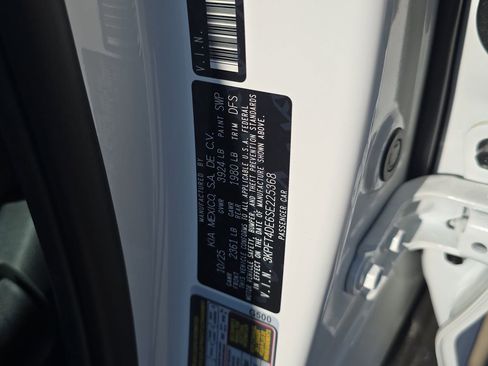 V.I.N.
MANUFACTURED BY
KIA MEXICO, S.A. DE C.V.
10/25 GVWR 3924 LB PAINT SWP
GAWR FRONT 2361 LB GAWR REAR 1980 LB TRIM DFS
THIS VEHICLE CONFORMS TO ALL APPLICABLE U.S.A. FEDERAL
MOTOR VEHICLE SAFETY, BUMPER, AND THEFT PREVENTION STANDARDS
IN EFFECT ON THE DATE OF MANUFACTURE SHOWN ABOVE.
V.I.N. 3KPFT4DE6SE225368
PASSENGER CAR
Q500